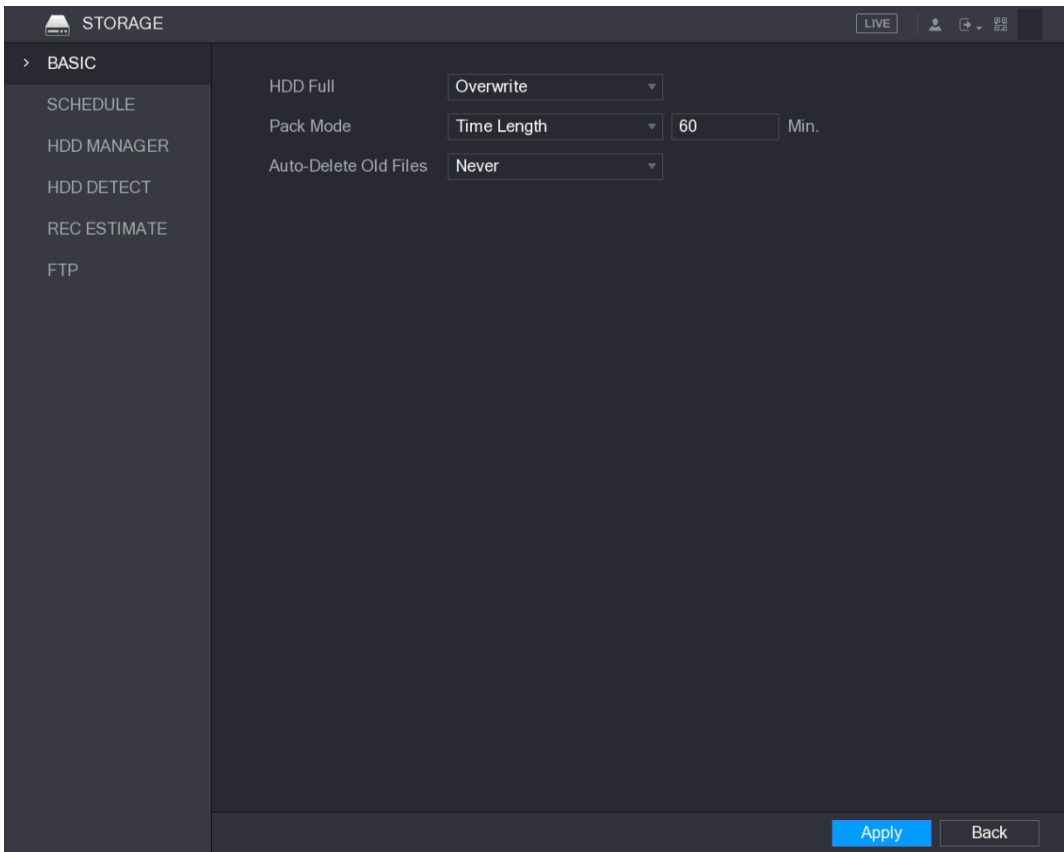 STORAGE
LIVE
BASIC
SCHEDULE
HDD MANAGER
HDD DETECT
REC ESTIMATE
FTP
HDD Full Overwrite
Pack Mode Time Length 60 Min.
Auto-Delete Old Files Never
Apply Back